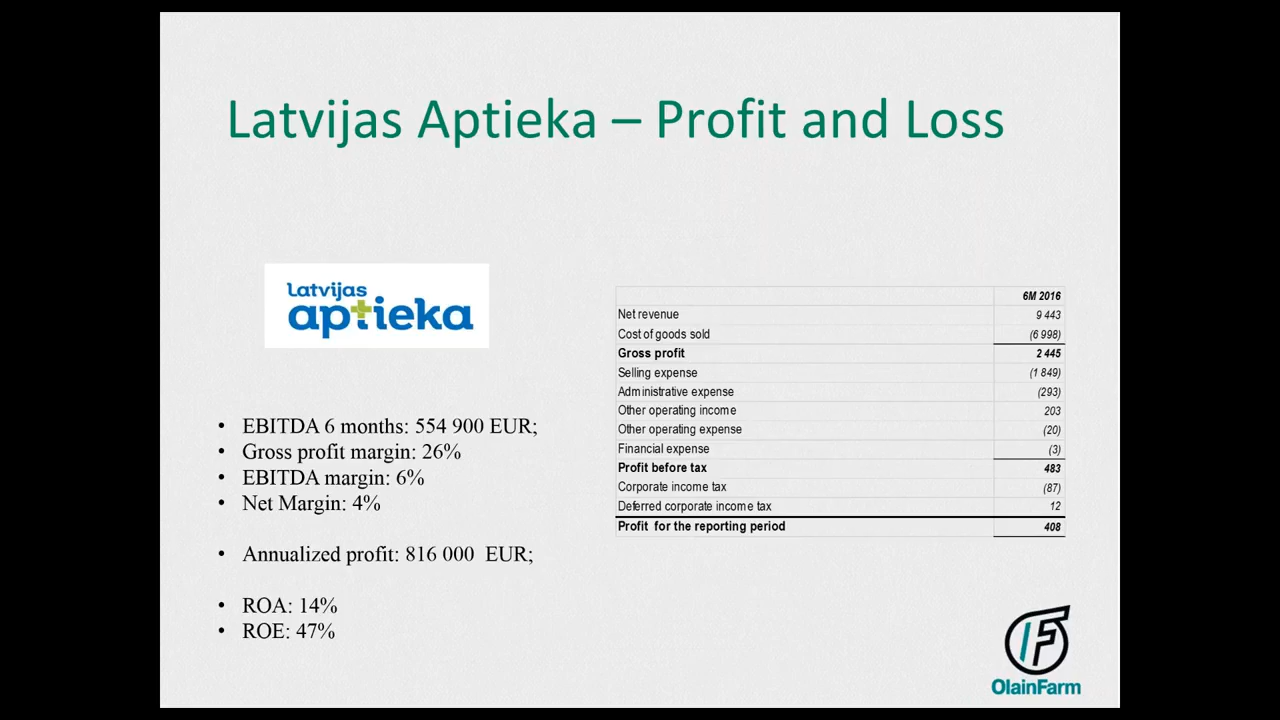 Latvijas Aptieka – Profit and Loss
Latvijas
aptieka
• EBITDA 6 months: 554 900 EUR;
• Gross profit margin: 26%
• EBITDA margin: 6%
• Net Margin: 4%
• Annualized profit: 816 000 EUR;
• ROA: 14%
• ROE: 47%
6M 2016
Net revenue 9 443
Cost of goods sold (6 998)
Gross profit 2 445
Selling expense (1 849)
Administrative expense (293)
Other operating income 203
Other operating expense (20)
Financial expense (3)
Profit before tax 483
Corporate income tax (87)
Deferred corporate income tax 12
Profit for the reporting period 408
OlainFarm